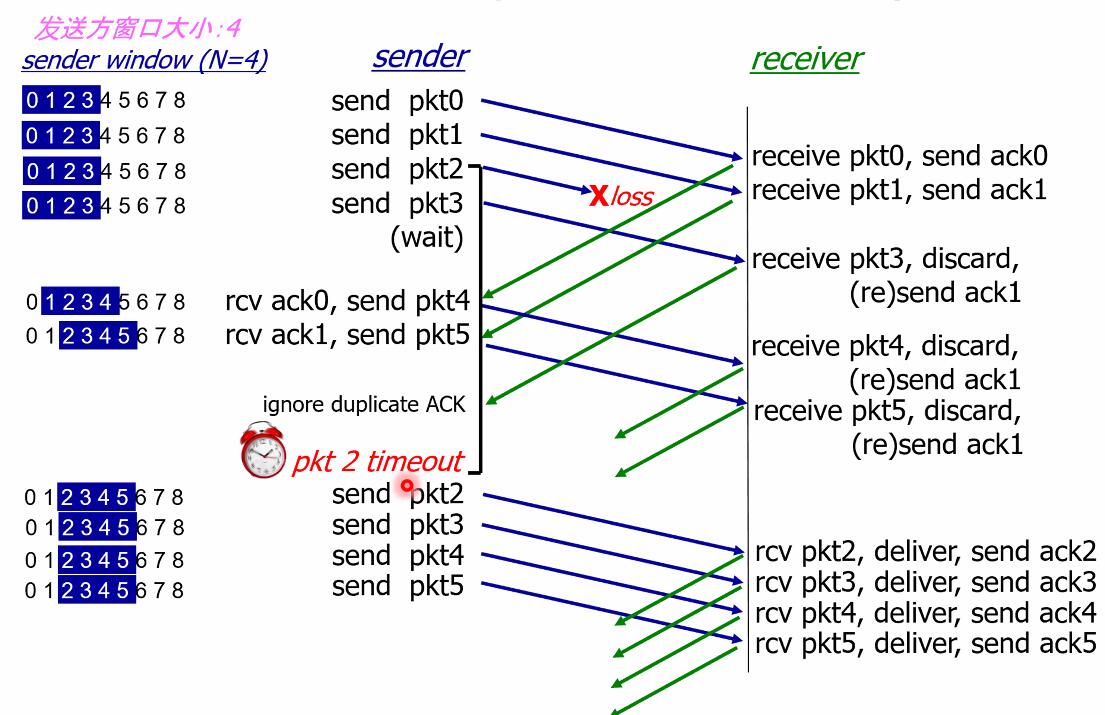 发送方窗口大小:4
sender window (N=4)
sender
receiver
0 1 2 3 4 5 6 7 8
send pkt0
0 1 2 3 4 5 6 7 8
send pkt1
0 1 2 3 4 5 6 7 8
send pkt2
0 1 2 3 4 5 6 7 8
send pkt3
(wait)
X loss
receive pkt0, send ack0
receive pkt1, send ack1
receive pkt3, discard,
(re)send ack1
0 1 2 3 4 5 6 7 8
rcv ack0, send pkt4
0 1 2 3 4 5 6 7 8
rcv ack1, send pkt5
receive pkt4, discard,
(re)send ack1
receive pkt5, discard,
(re)send ack1
ignore duplicate ACK
pkt 2 timeout
0 1 2 3 4 5 6 7 8
send pkt2
0 1 2 3 4 5 6 7 8
send pkt3
0 1 2 3 4 5 6 7 8
send pkt4
0 1 2 3 4 5 6 7 8
send pkt5
rcv pkt2, deliver, send ack2
rcv pkt3, deliver, send ack3
rcv pkt4, deliver, send ack4
rcv pkt5, deliver, send ack5